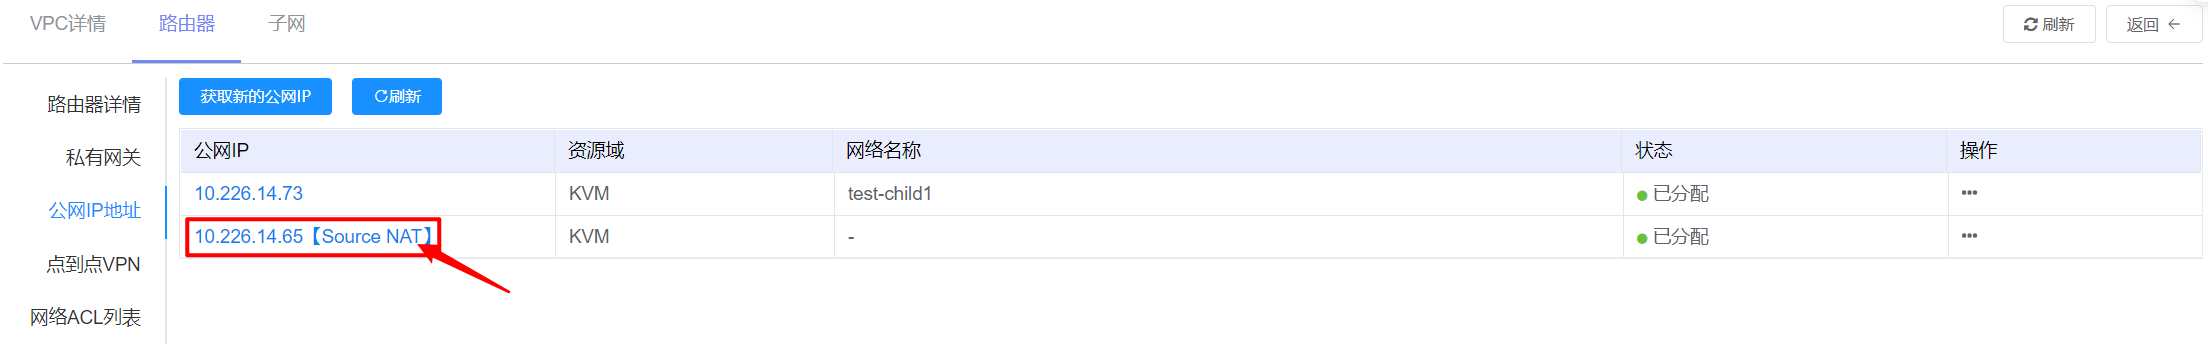 VPC详情 路由器 子网 刷新 返回 ←
路由器详情
私有网关
公网IP地址
点到点VPN
网络ACL列表
获取新的公网IP 刷新
公网IP 资源域 网络名称 状态 操作
10.226.14.73 KVM test-child1 已分配 •••
10.226.14.65【Source NAT】 KVM - 已分配 •••